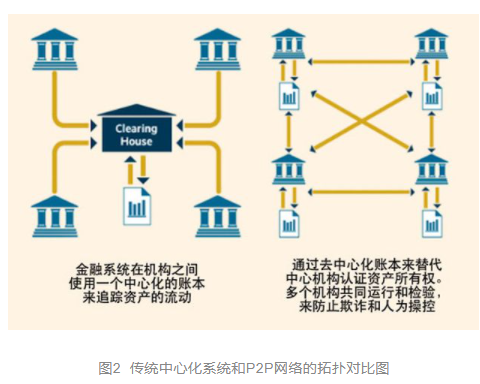 Clearing
House
金融系统在机构之间
使用一个中心化的账本
来追踪资产的流动
通过去中心化账本来替代
中心机构认证资产所有权。
多个机构共同运行和检验，
来防止欺诈和人为操控
图2 传统中心化系统和P2P网络的拓扑对比图